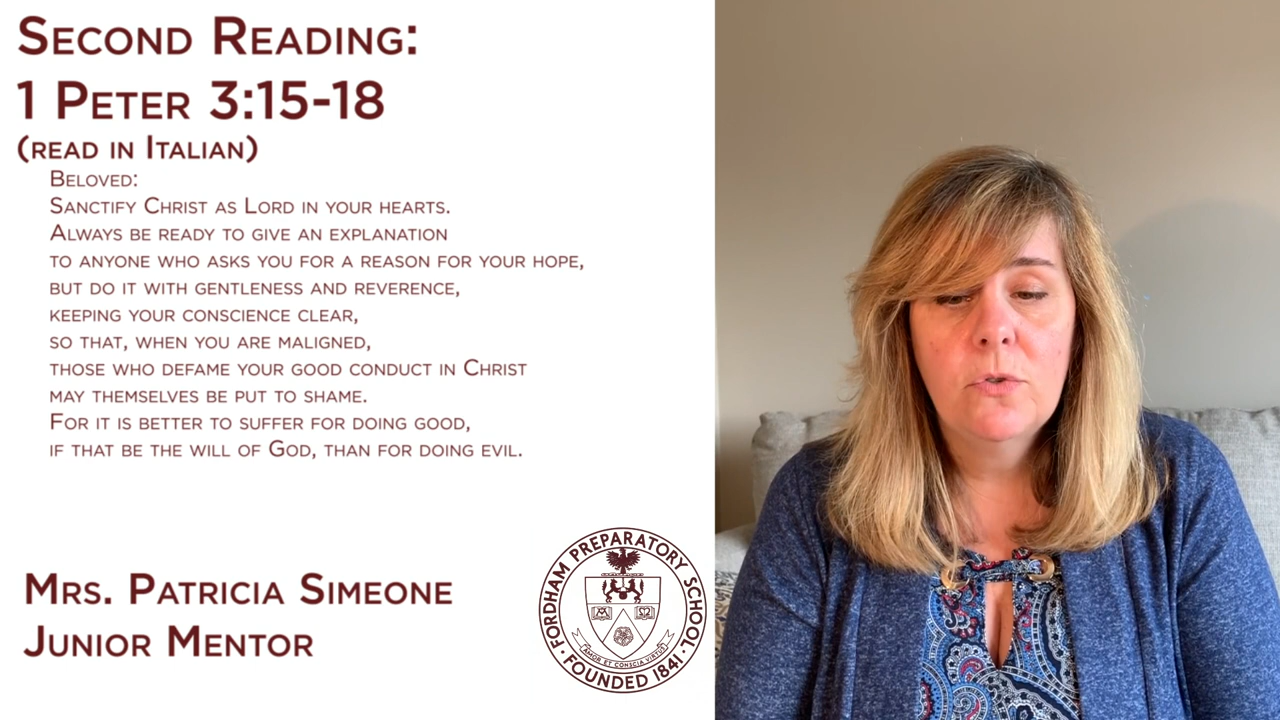 Second Reading:
1 Peter 3:15-18
(read in Italian)
Beloved:
Sanctify Christ as Lord in your hearts.
Always be ready to give an explanation
to anyone who asks you for a reason for your hope,
but do it with gentleness and reverence,
keeping your conscience clear,
so that, when you are maligned,
those who defame your good conduct in Christ
may themselves be put to shame.
For it is better to suffer for doing good,
if that be the will of God, than for doing evil.
Mrs. Patricia Simeone
Junior Mentor
FORDHAM PREPARATORY SCHOOL
AMOR ET CONSCIA VIRTUS
FOUNDED 1841